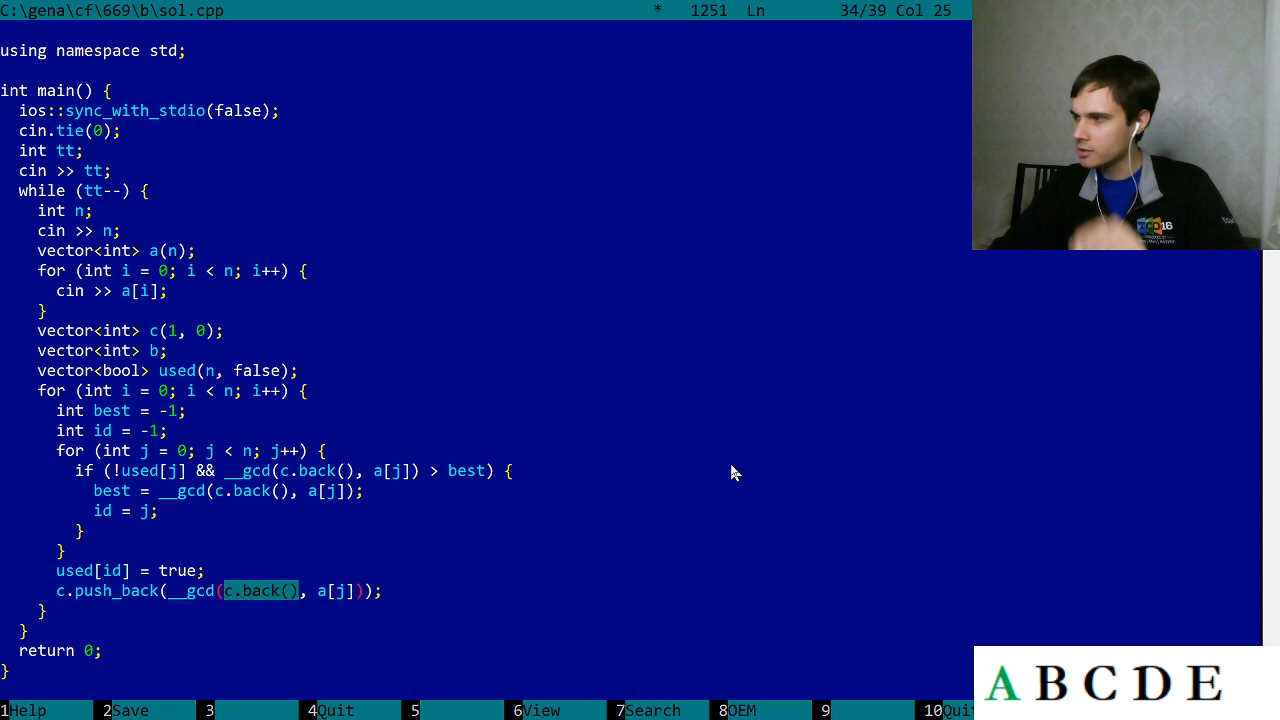 C:\gena\cf\669\b\sol.cpp * 1251 Ln 34/39 Col 25
using namespace std;
int main() {
  ios::sync_with_stdio(false);
  cin.tie(0);
  int tt;
  cin >> tt;
  while (tt--) {
    int n;
    cin >> n;
    vector<int> a(n);
    for (int i = 0; i < n; i++) {
      cin >> a[i];
    }
    vector<int> c(1, 0);
    vector<int> b;
    vector<bool> used(n, false);
    for (int i = 0; i < n; i++) {
      int best = -1;
      int id = -1;
      for (int j = 0; j < n; j++) {
        if (!used[j] && __gcd(c.back(), a[j]) > best) {
          best = __gcd(c.back(), a[j]);
          id = j;
        }
      }
      used[id] = true;
      c.push_back(__gcd(c.back(), a[j]));
    }
  }
  return 0;
}
1Help 2Save 3 4Quit 5 6View 7Search 8OEM 9 10Quit
16
A B C D E